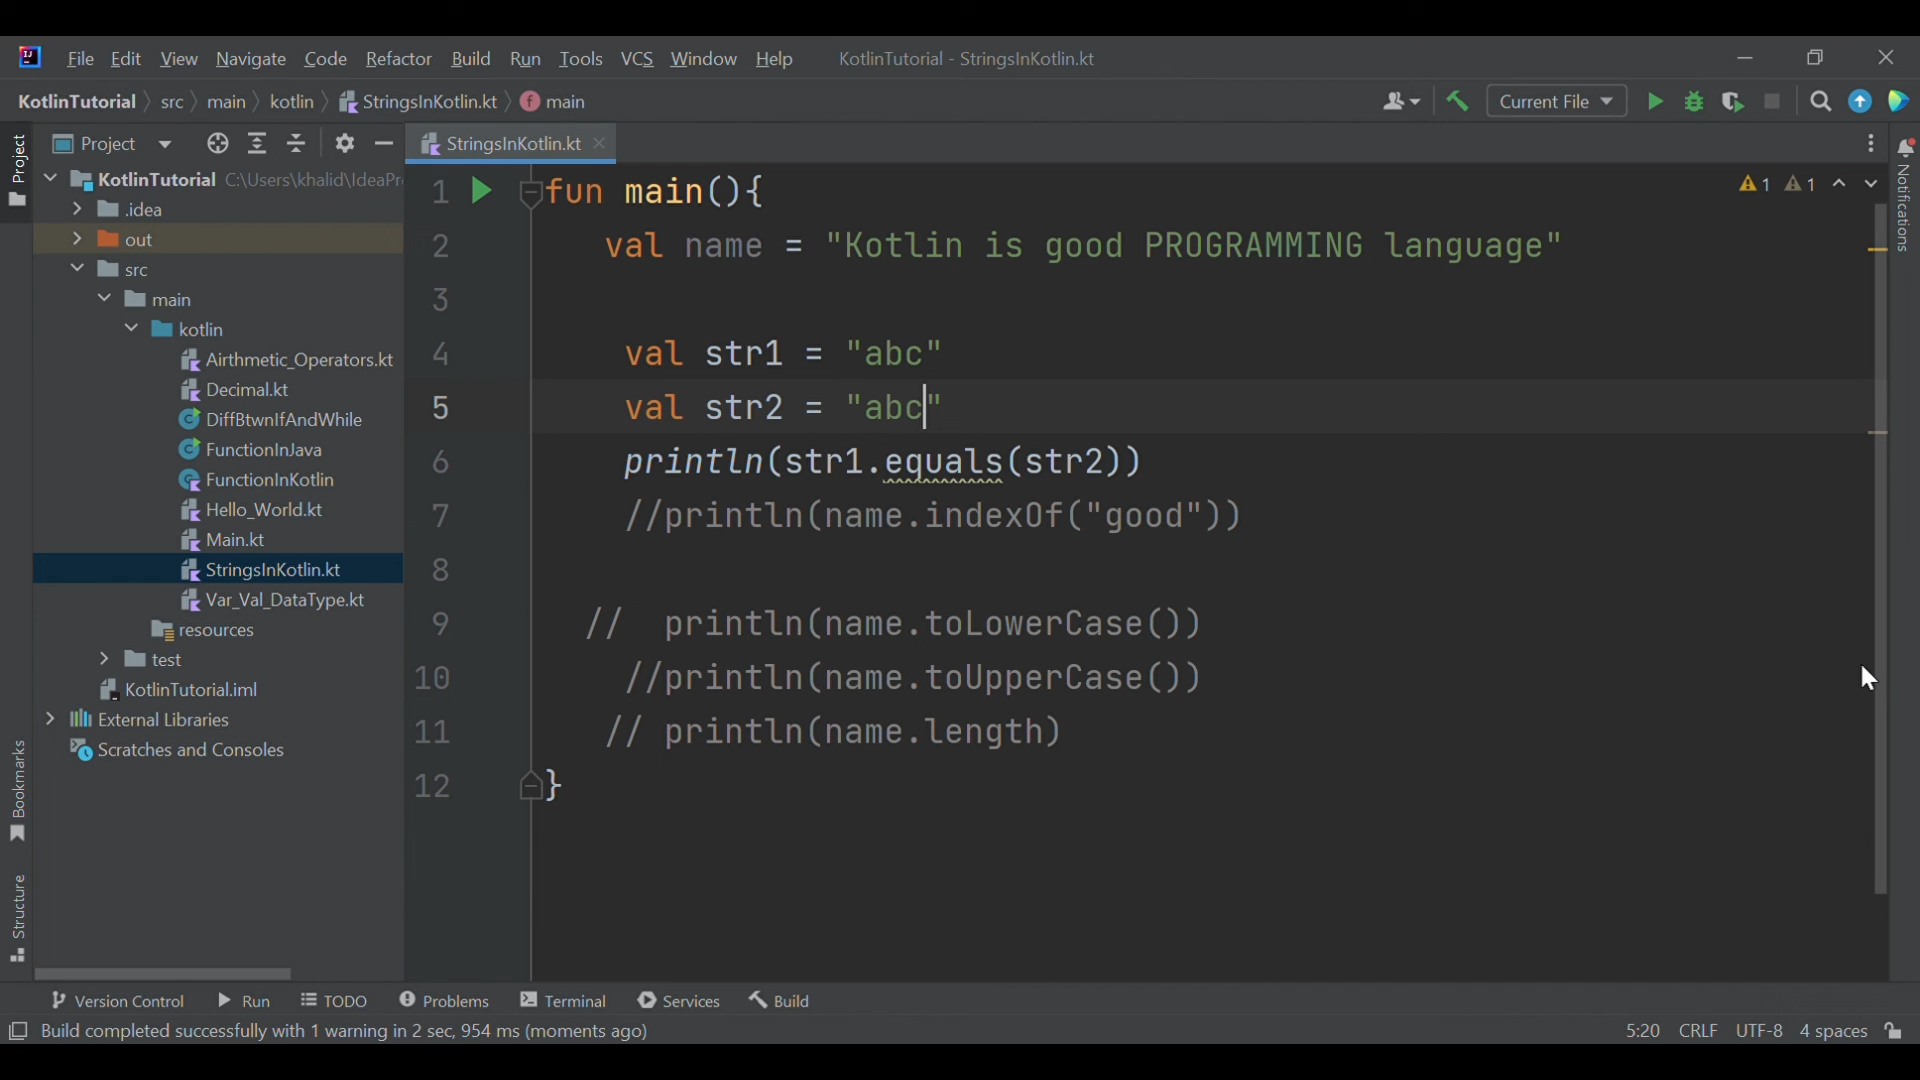 File Edit View Navigate Code Refactor Build Run Tools VCS Window Help KotlinTutorial - StringsInKotlin.kt
KotlinTutorial src main kotlin StringsInKotlin.kt main Current File
Project
Project
StringsInKotlin.kt
Notifications
KotlinTutorial C:\Users\khalid\IdeaPr
.idea
out
src
main
kotlin
Airthmetic_Operators.kt
Decimal.kt
DiffBtwnIfAndWhile
FunctionInJava
FunctionInKotlin
Hello_World.kt
Main.kt
StringsInKotlin.kt
Var_Val_DataType.kt
resources
test
KotlinTutorial.iml
External Libraries
Scratches and Consoles
Bookmarks
Structure
1 fun main(){
1 1
2 val name = "Kotlin is good PROGRAMMING language"
3
4 val str1 = "abc"
5 val str2 = "abc"
6 println(str1.equals(str2))
7 //println(name.indexOf("good"))
8
9 // println(name.toLowerCase())
10 //println(name.toUpperCase())
11 // println(name.length)
12 }
Version Control Run TODO Problems Terminal Services Build
Build completed successfully with 1 warning in 2 sec, 954 ms (moments ago) 5:20 CRLF UTF-8 4 spaces